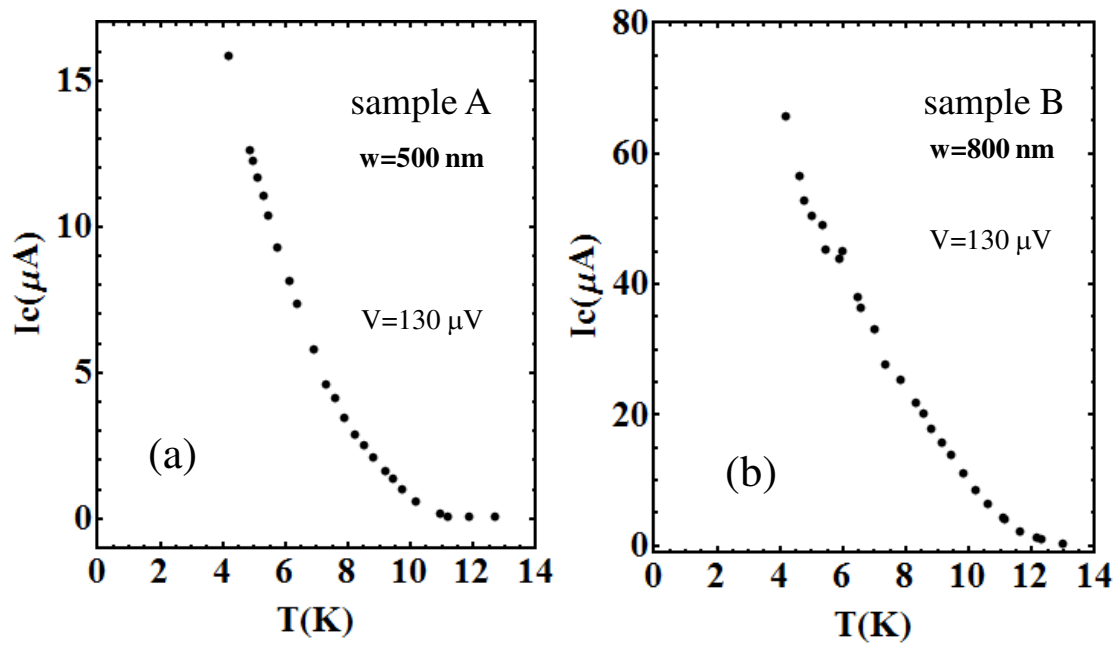 15
10
5
0
Ic(μA)
sample A
w=500 nm
V=130 μV
(a)
0 2 4 6 8 10 12 14
T(K)
80
60
40
20
0
Ic(μA)
sample B
w=800 nm
V=130 μV
(b)
0 2 4 6 8 10 12 14
T(K)